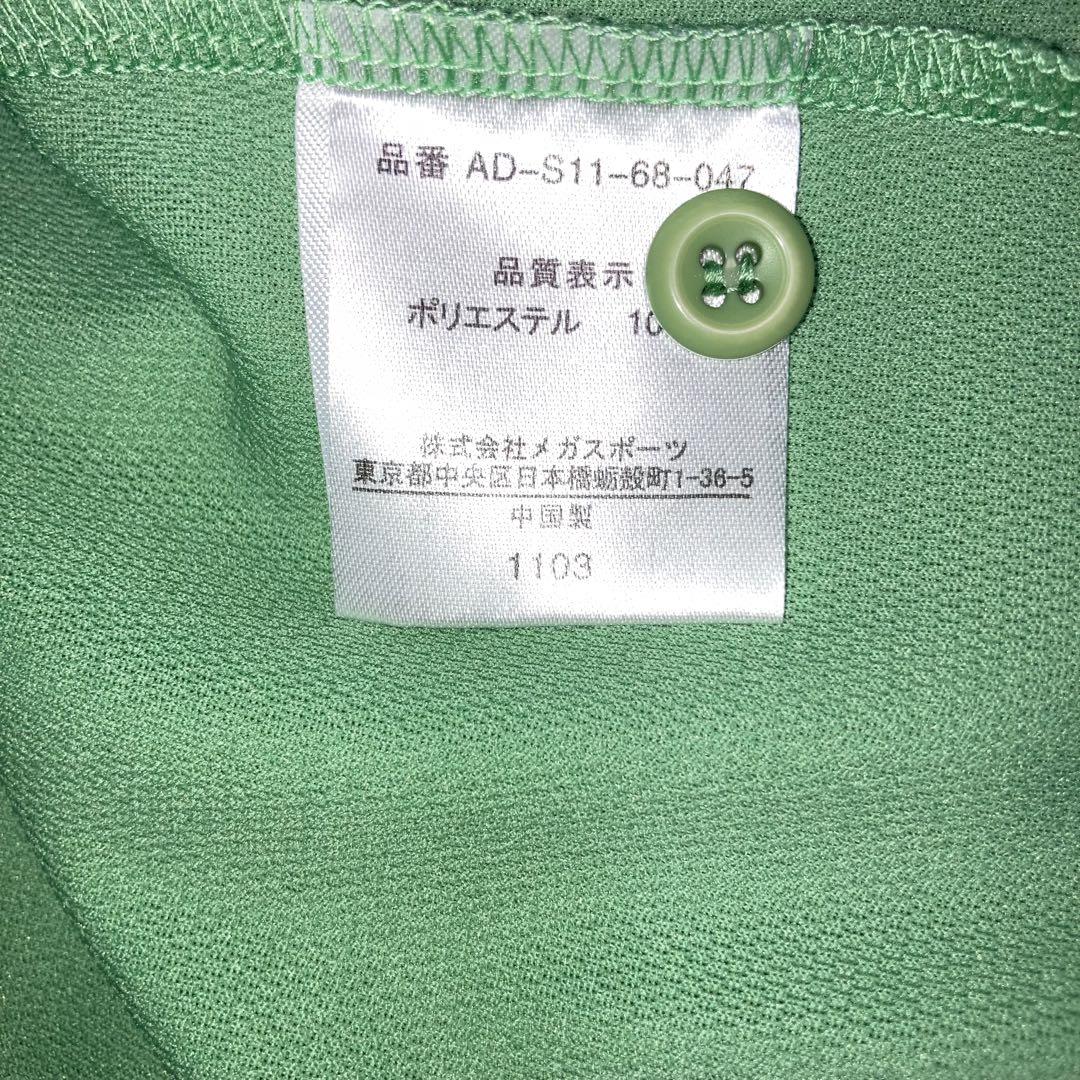 品番 AD-S11-68-047
品質表示
ポリエステル 10
株式会社メガスポーツ
東京都中央区日本橋蛎殻町1-36-5
中国製
1103